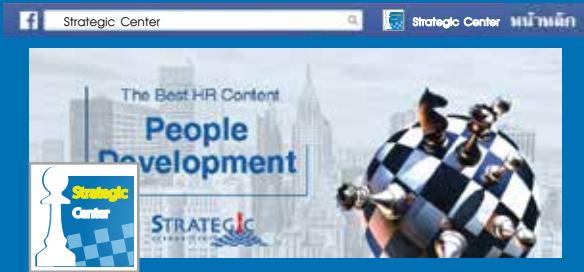 Strategic Center
Strategic Center หน้าหลัก
The Best HR Content
People
Development
Strategic
Center
STRATEGIC